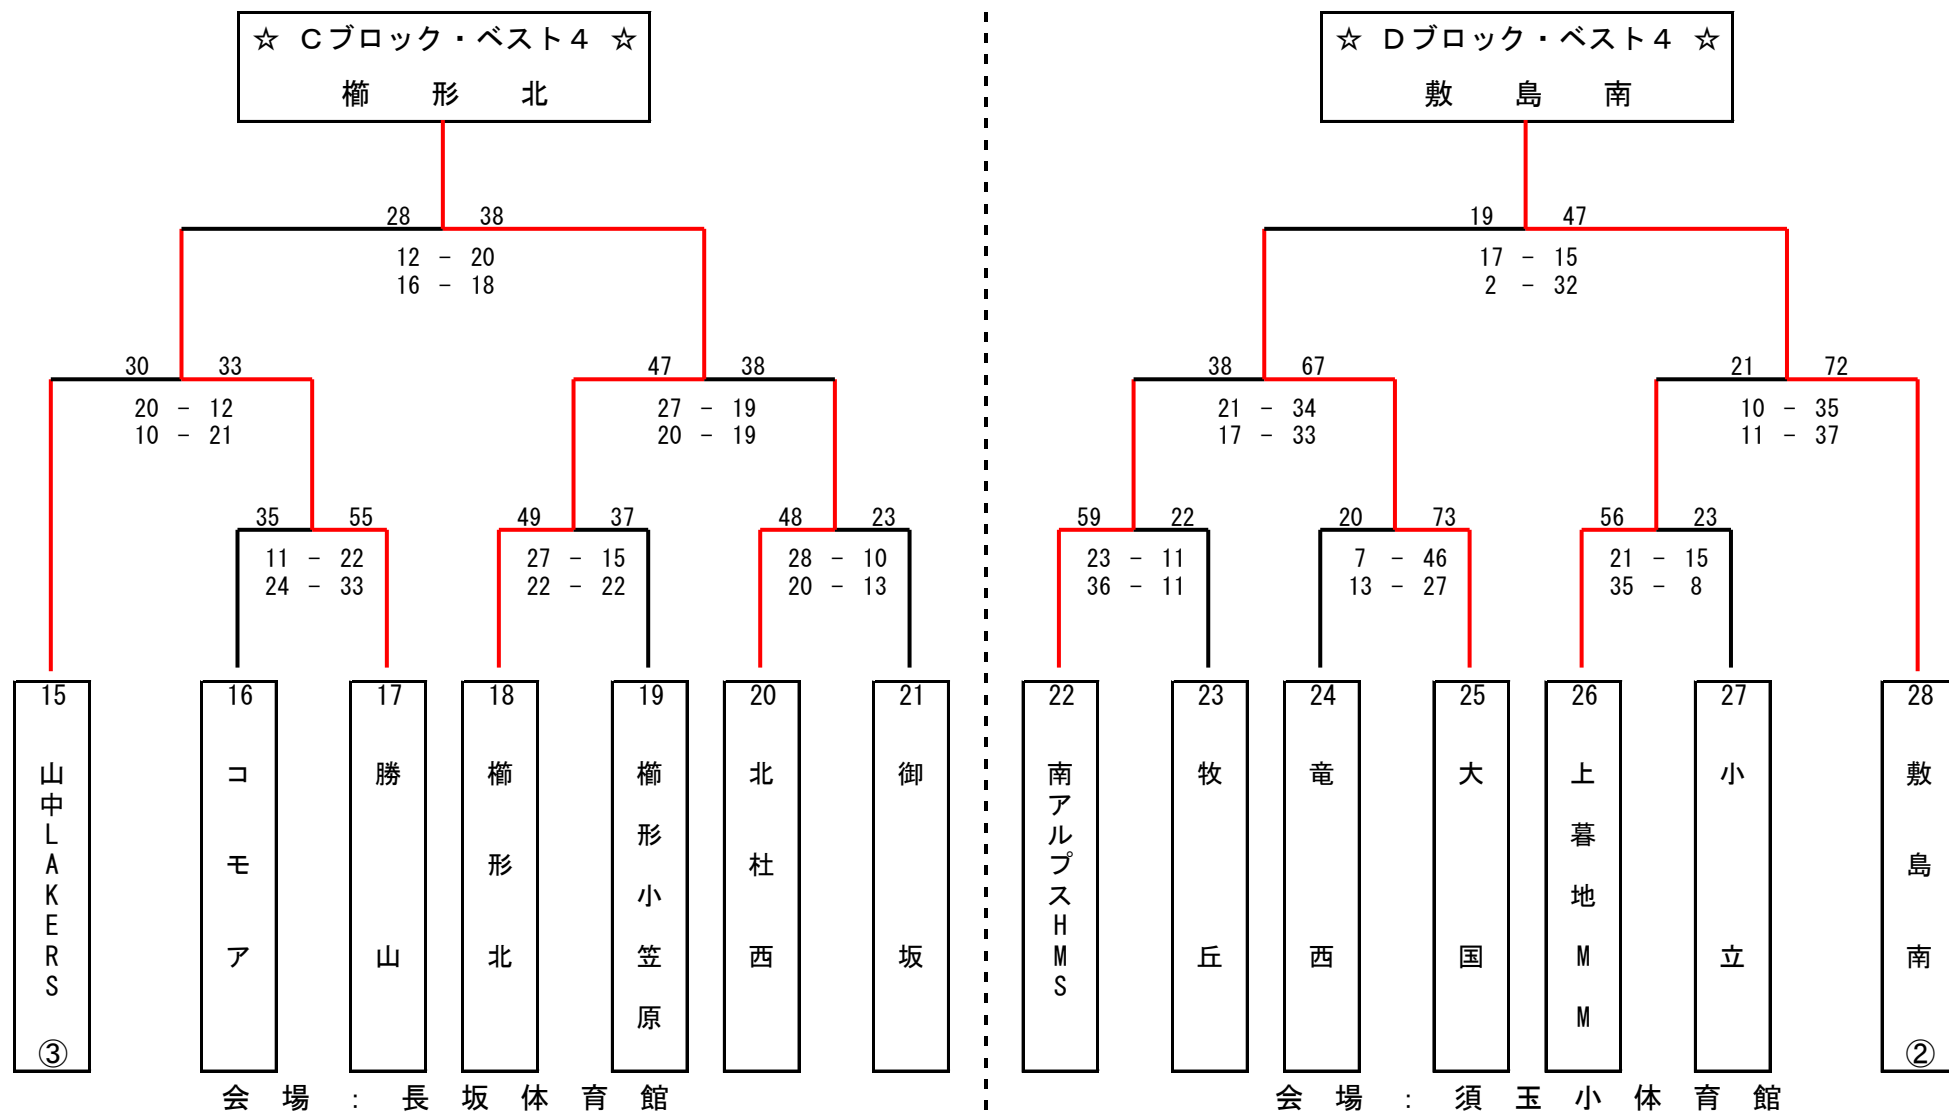 ☆ Cブロック・ベスト4 ☆
櫛 形 北
☆ Dブロック・ベスト4 ☆
敷 島 南
28 38
12 - 20
16 - 18
19 47
17 - 15
2 - 32
30 33
20 - 12
10 - 21
47 38
27 - 19
20 - 19
38 67
21 - 34
17 - 33
21 72
10 - 35
11 - 37
35 55
11 - 22
24 - 33
49 37
27 - 15
22 - 22
48 23
28 - 10
20 - 13
59 22
23 - 11
36 - 11
20 73
7 - 46
13 - 27
56 23
21 - 15
35 - 8
15
山中LAKERS
③
16
コモア
17
勝山
18
櫛形北
19
櫛形小笠原
20
北杜西
21
御坂
22
南アルプスHMS
23
牧丘
24
竜西
25
大国
26
上暮地MM
27
小立
28
敷島南
②
会 場 : 長 坂 体 育 館
会 場 : 須 玉 小 体 育 館